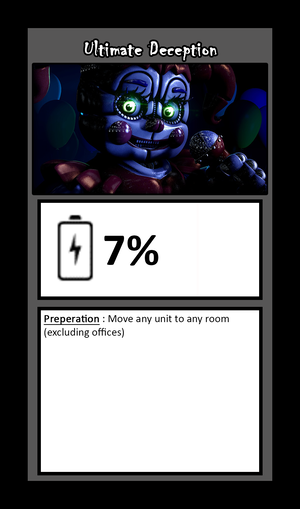 Ultimate Deception
7%
Preperation : Move any unit to any room
(excluding offices)